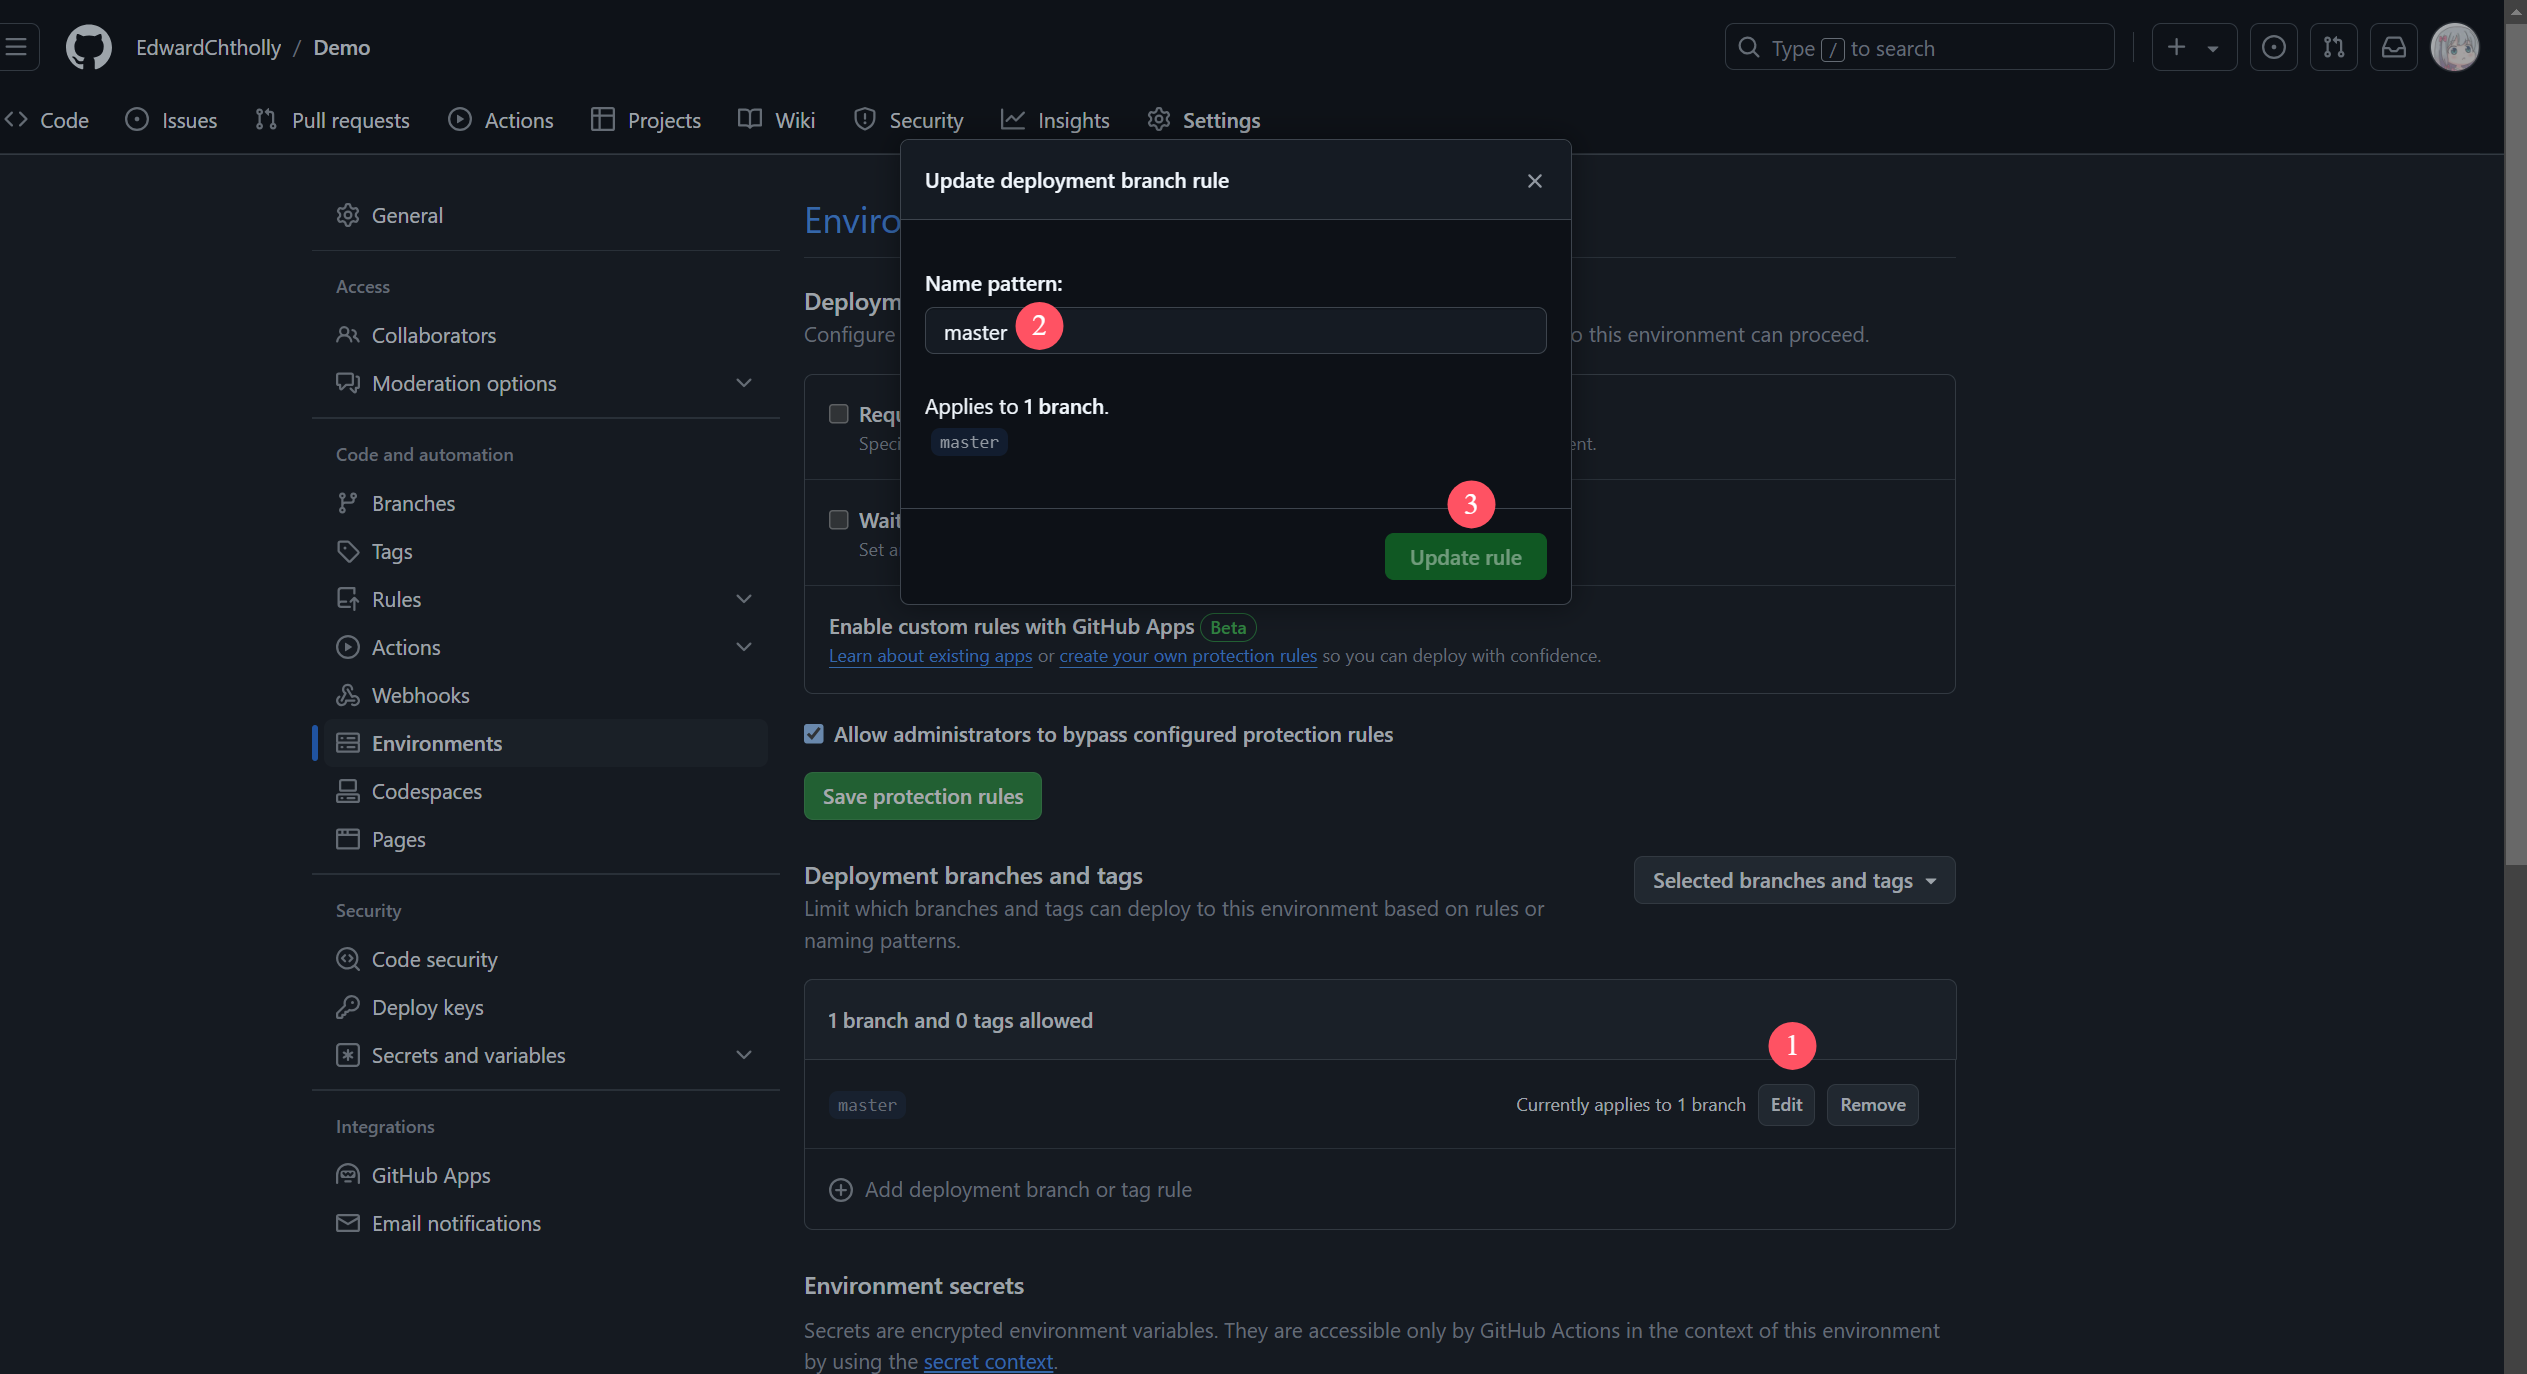 EdwardChtholly / Demo
Type / to search
Code Issues Pull requests Actions Projects Wiki Security Insights Settings
Update deployment branch rule
Name pattern:
master 2
Applies to 1 branch.
master
3
Update rule
General
Access
Collaborators
Moderation options
Code and automation
Branches
Tags
Rules
Actions
Webhooks
Environments
Codespaces
Pages
Security
Code security
Deploy keys
Secrets and variables
Integrations
GitHub Apps
Email notifications
Enviro
Deploym
Configure o this environment can proceed.
Requ
Speci ent.
Wait
Set a
Enable custom rules with GitHub Apps Beta
Learn about existing apps or create your own protection rules so you can deploy with confidence.
Allow administrators to bypass configured protection rules
Save protection rules
Deployment branches and tags
Selected branches and tags
Limit which branches and tags can deploy to this environment based on rules or
naming patterns.
1 branch and 0 tags allowed
1
master Currently applies to 1 branch Edit Remove
Add deployment branch or tag rule
Environment secrets
Secrets are encrypted environment variables. They are accessible only by GitHub Actions in the context of this environment
by using the secret context.